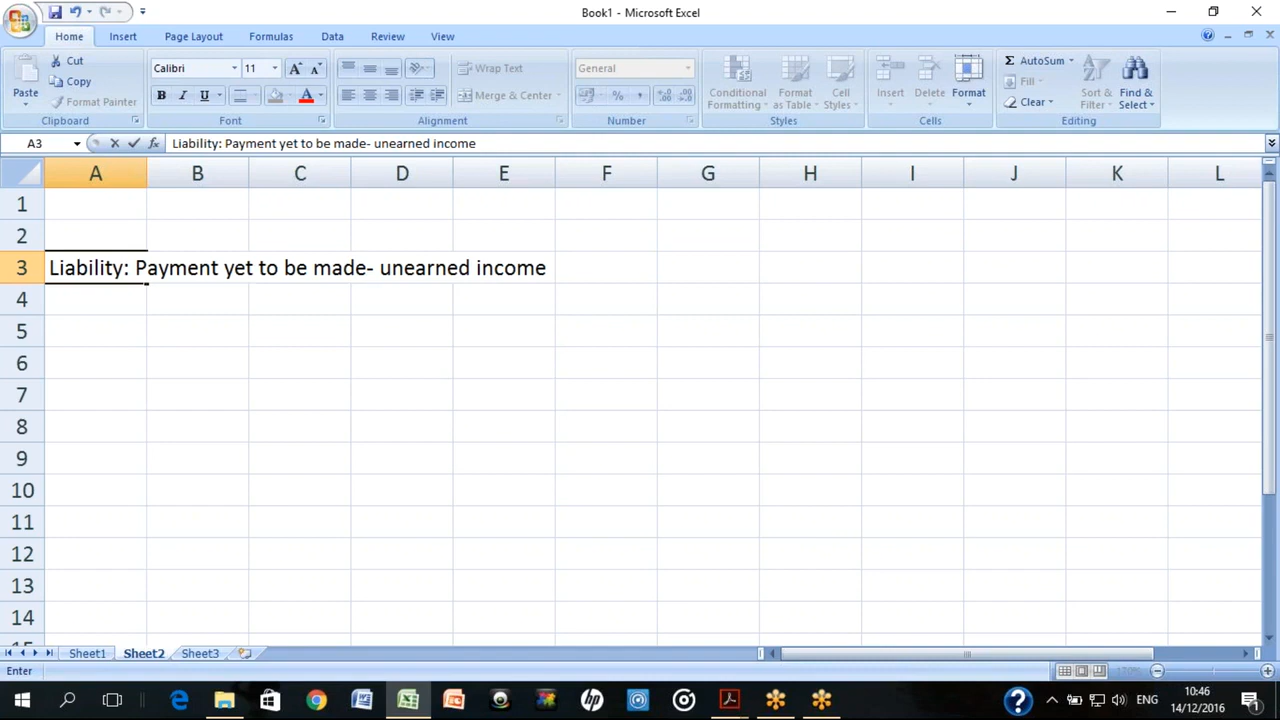 Book1 - Microsoft Excel
Home Insert Page Layout Formulas Data Review View
Paste
Cut
Copy
Format Painter
Clipboard
Calibri 11
B I U A
Font
Wrap Text
Merge & Center
Alignment
General
% ,
Number
Conditional Formatting
Format as Table
Cell Styles
Styles
Insert Delete Format
Cells
Σ AutoSum
Fill
Clear
Sort & Filter
Find & Select
Editing
A3 fx Liability: Payment yet to be made- unearned income
A B C D E F G H I J K L
1
2
3 Liability: Payment yet to be made- unearned income
4
5
6
7
8
9
10
11
12
13
14
Sheet1 Sheet2 Sheet3
Enter
ENG
10:46
14/12/2016